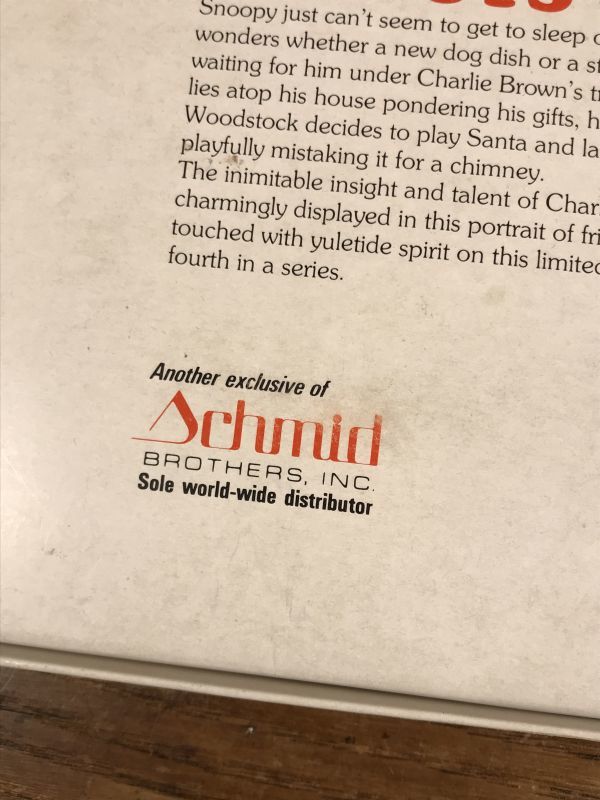 Snoopy just can't seem to get to sleep
wonders whether a new dog dish or a
waiting for him under Charlie Brown's
lies atop his house pondering his gifts,
Woodstock decides to play Santa and
playfully mistaking it for a chimney.
The inimitable insight and talent of
charmingly displayed in this portrait of
touched with yuletide spirit on this
fourth in a series.
Another exclusive of
Schmid
BROTHERS, INC.
Sole world-wide distributor